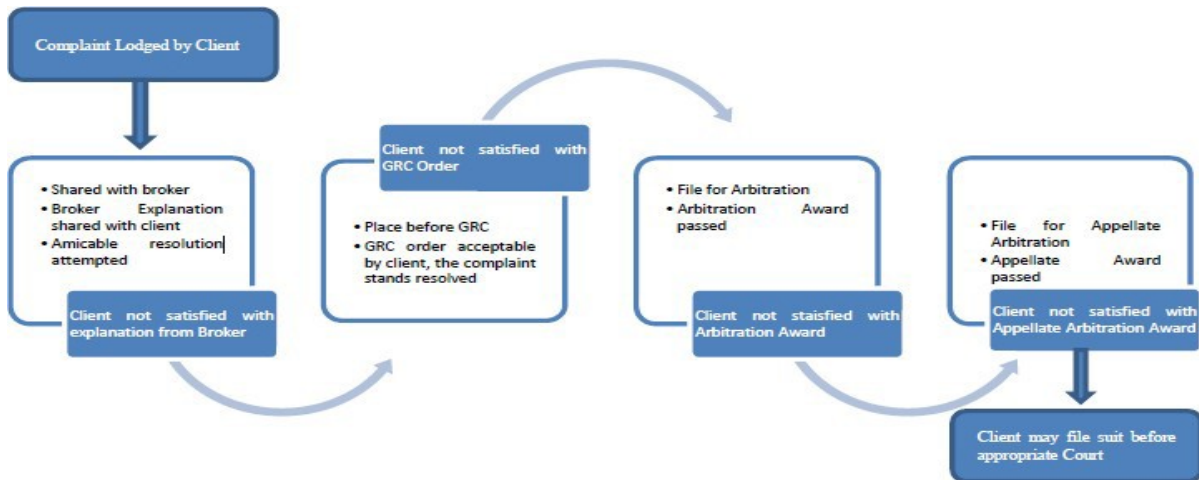 Complaint Lodged by Client
• Shared with broker
• Broker Explanation
shared with client
• Amicable resolution
attempted
Client not satisfied with
explanation from Broker
Client not satisfied with
GRC Order
• Place before GRC
• GRC order acceptable
by client, the complaint
stands resolved
• File for Arbitration
• Arbitration Award
passed
Client not staisfied with
Arbitration Award
• File for Appellate
Arbitration
• Appellate Award
passed
Client not satisfied with
Appellate Arbitration Award
Client may file suit before
appropriate Court